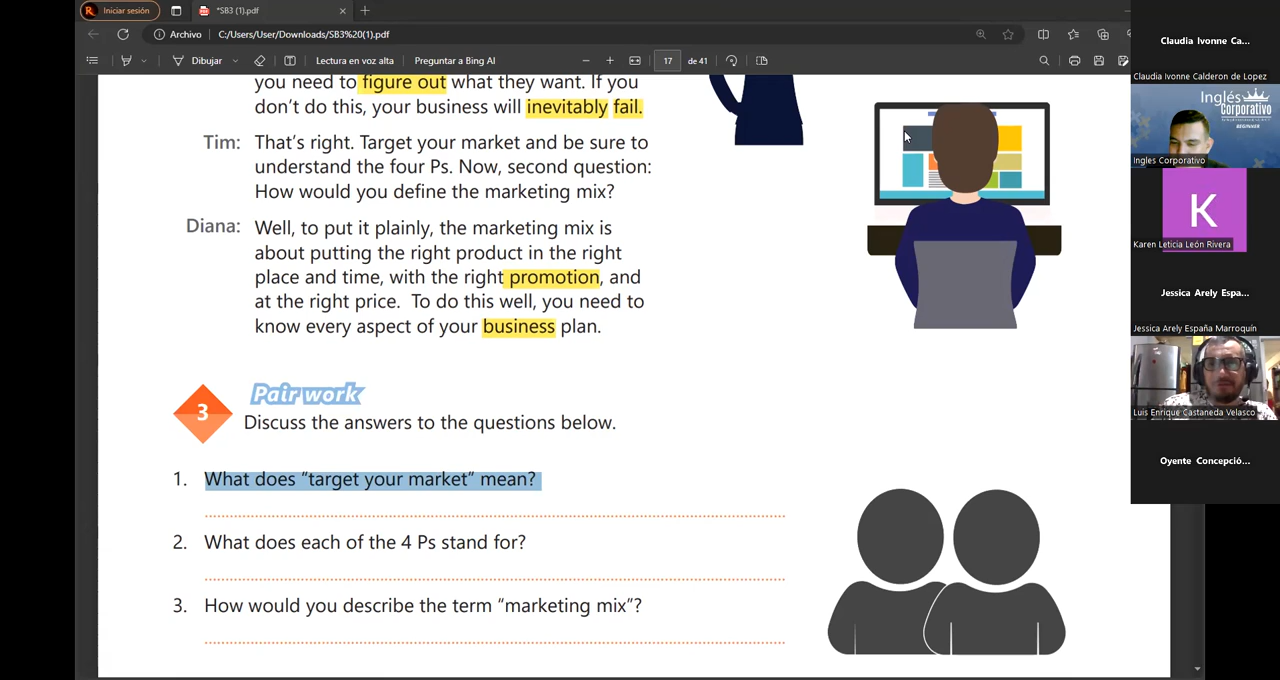 Iniciar sesión
*SB3 (1).pdf
Archivo
C:/Users/User/Downloads/SB3%20(1).pdf
Dibujar
Lectura en voz alta
Preguntar a Bing AI
17
de 41
you need to figure out what they want. If you
don't do this, your business will inevitably fail.
Tim: That's right. Target your market and be sure to
understand the four Ps. Now, second question:
How would you define the marketing mix?
Diana: Well, to put it plainly, the marketing mix is
about putting the right product in the right
place and time, with the right promotion, and
at the right price. To do this well, you need to
know every aspect of your business plan.
3
Pair work
Discuss the answers to the questions below.
1. What does "target your market" mean?
2. What does each of the 4 Ps stand for?
3. How would you describe the term "marketing mix"?
Claudia Ivonne Ca...
Claudia Ivonne Calderon de Lopez
Inglés
Corporativo
BEGINNER
Ingles Corporativo
K
Karen Leticia León Rivera
Jessica Arely Espa...
Jessica Arely España Marroquín
Luis Enrique Castaneda Velasco
Oyente Concepció...